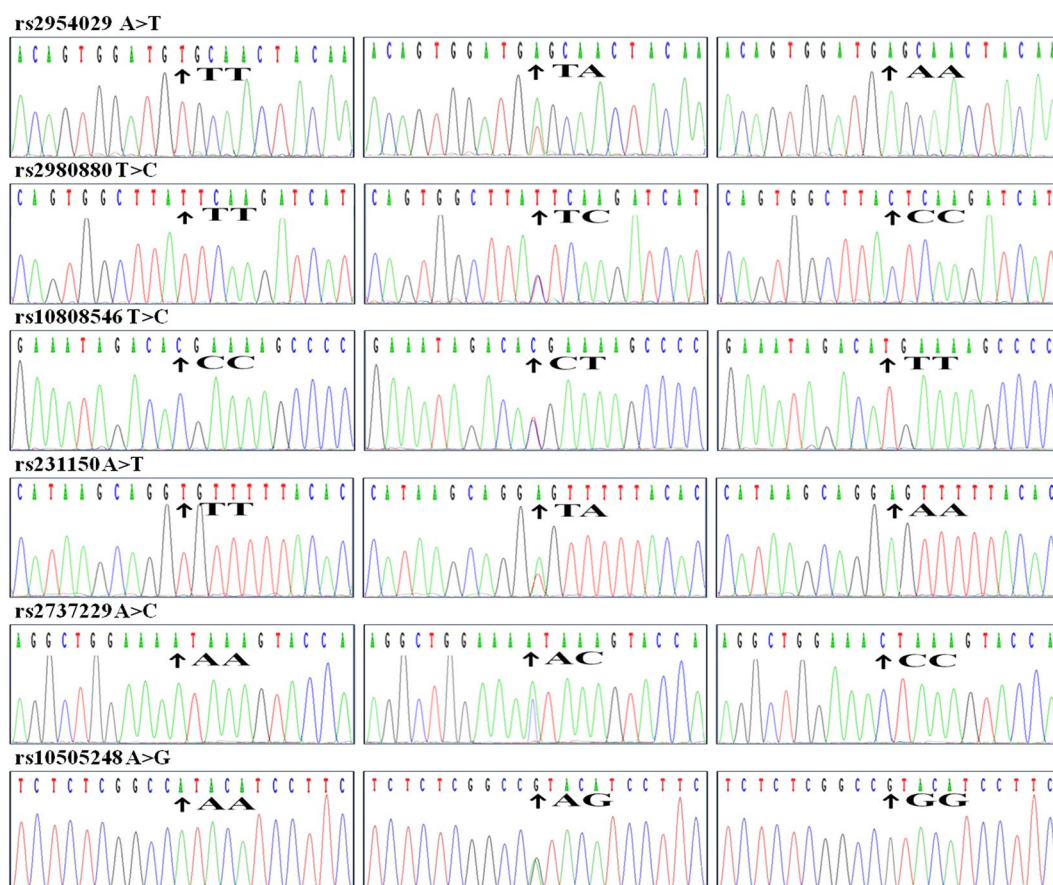 rs2954029 A>T
ACAGTGGATGTGCAACTACAA ACAGTGGATGAGCAACTACAA ACAGTGGATGAGCAACTACAA
↑TT ↑TA ↑AA
rs2980880 T>C
CAGTGGCTTATTCAAGATCAT CAGTGGCTTATTCAAGATCAT CAGTGGCTTACTCAAGATCAT
↑TT ↑TC ↑CC
rs10808546 T>C
GAAATAGACACGAAAAGCCCC GAAATAGACACGAAAAGCCCC GAAATAGACATGAAAAGCCCC
↑CC ↑CT ↑TT
rs231150 A>T
CATAAGCAGGTGTTTTTACAC CATAAGCAGGAGTTTTTACAC CATAAGCAGGAGTTTTTACAC
↑TT ↑TA ↑AA
rs2737229 A>C
AGGCTGGAAAATAAAGTACCA AGGCTGGAAAATAAAGTACCA AGGCTGGAAACTAAAGTACCA
↑AA ↑AC ↑CC
rs10505248 A>G
TCTCTCGGCCATACATCCTTC TCTCTCGGCCGTACATCCTTC TCTCTCGGCCGTACATCCTTC
↑AA ↑AG ↑GG